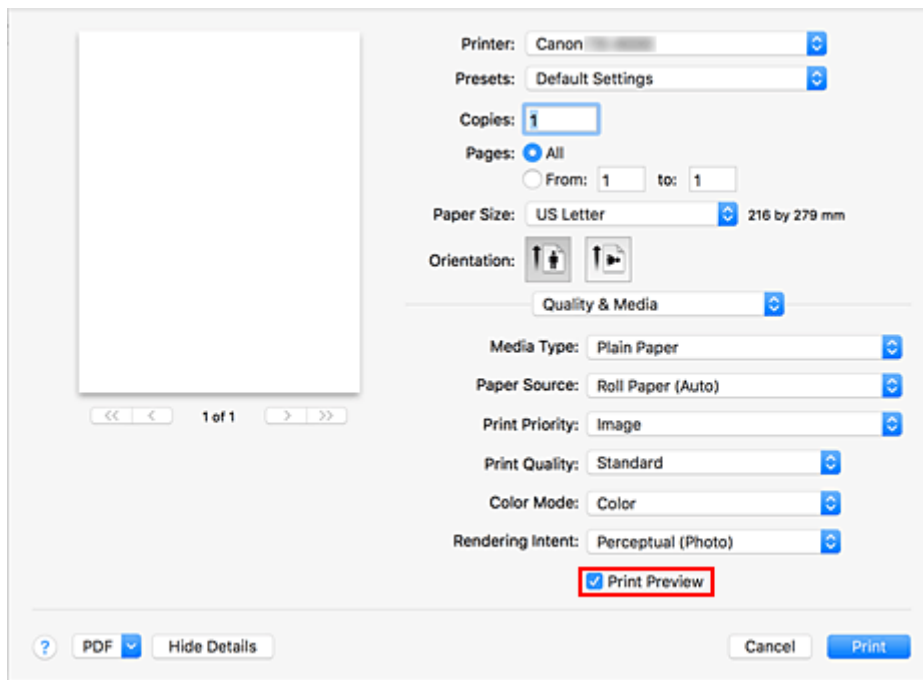 Printer: Canon
Presets: Default Settings
Copies: 1
Pages: All
From: 1 to: 1
Paper Size: US Letter 216 by 279 mm
Orientation:
Quality & Media
Media Type: Plain Paper
Paper Source: Roll Paper (Auto)
1 of 1
Print Priority: Image
Print Quality: Standard
Color Mode: Color
Rendering Intent: Perceptual (Photo)
Print Preview
? PDF Hide Details Cancel Print